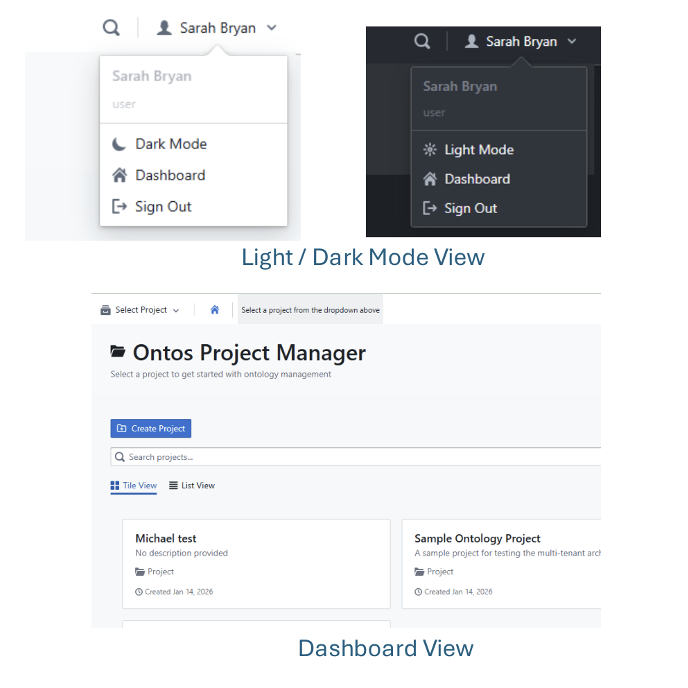 Sarah Bryan
Sarah Bryan
user
Dark Mode
Dashboard
Sign Out
Sarah Bryan
Sarah Bryan
user
Light Mode
Dashboard
Sign Out
Light / Dark Mode View
Select Project
Select a project from the dropdown above
Ontos Project Manager
Select a project to get started with ontology management
Create Project
Search projects...
Tile View List View
Michael test
No description provided
Project
Created Jan 14, 2026
Sample Ontology Project
A sample project for testing the multi-tenant arch
Project
Created Jan 14, 2026
Dashboard View